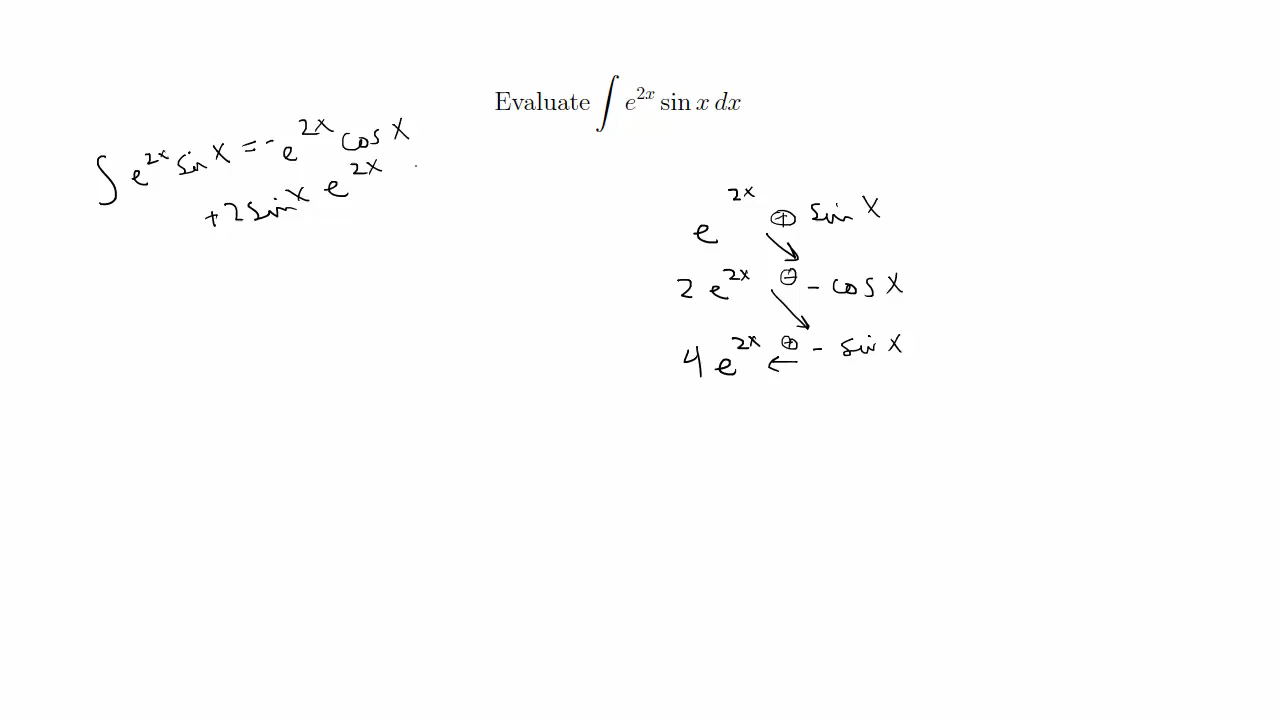 Evaluate ∫ e^{2x} sin x dx
∫ e^{2x} sin x = - e^{2x} cos x
+ 2 sin x e^{2x}
e^{2x} ⊕ sin x
2 e^{2x} ⊖ - cos x
4 e^{2x} ⊕ ← - sin x